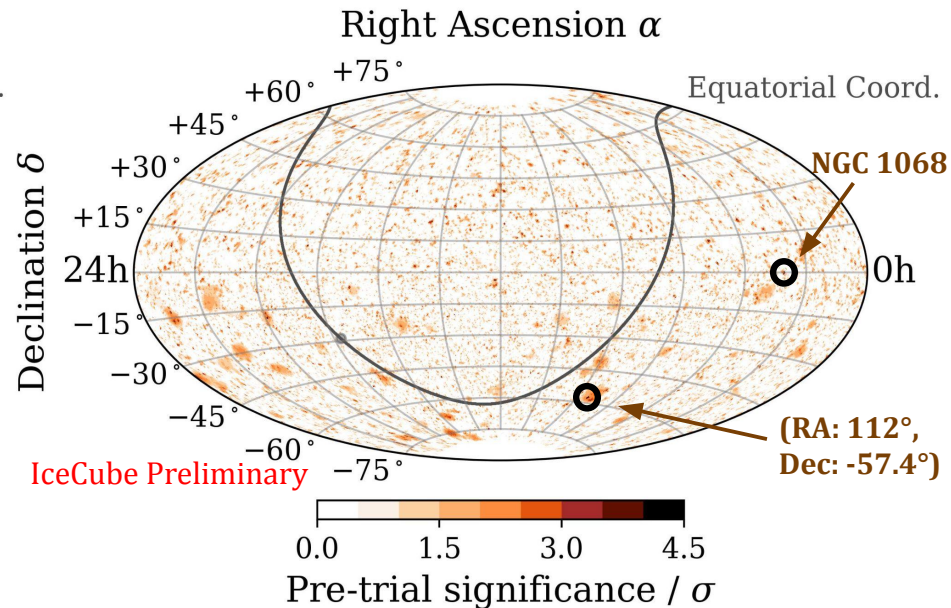 Right Ascension α
+75°
+60°
Equatorial Coord.
+45°
NGC 1068
+30°
+15°
Declination δ
24h
0h
−15°
−30°
−45°
(RA: 112°,
Dec: -57.4°)
−60°
IceCube Preliminary
−75°
0.0 1.5 3.0 4.5
Pre-trial significance / σ